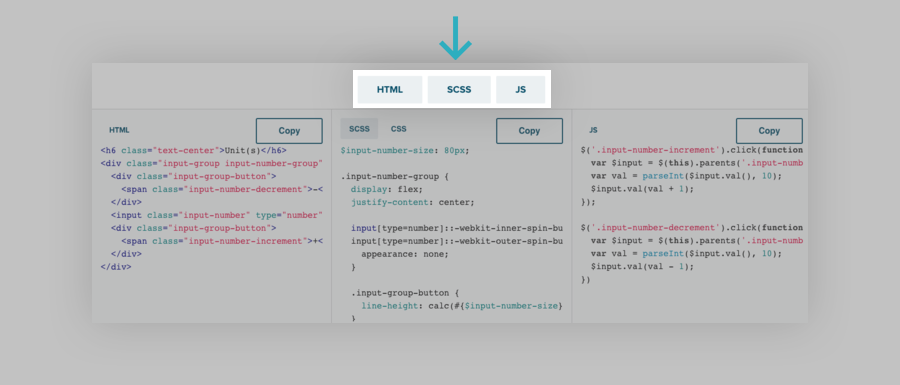 HTML SCSS JS
HTML Copy
<h6 class="text-center">Unit(s)</h6>
<div class="input-group input-number-group"
<div class="input-group-button">
<span class="input-number-decrement">-<
</div>
<input class="input-number" type="number"
<div class="input-group-button">
<span class="input-number-increment">+<
</div>
</div>
SCSS CSS Copy
$input-number-size: 80px;
.input-number-group {
display: flex;
justify-content: center;
input[type=number]::-webkit-inner-spin-bu
input[type=number]::-webkit-outer-spin-bu
appearance: none;
}
.input-group-button {
line-height: calc(#{$input-number-size}
}
JS Copy
$('.input-number-increment').click(function
var $input = $(this).parents('.input-numb
var val = parseInt($input.val(), 10);
$input.val(val + 1);
});
$('.input-number-decrement').click(function
var $input = $(this).parents('.input-numb
var val = parseInt($input.val(), 10);
$input.val(val - 1);
})